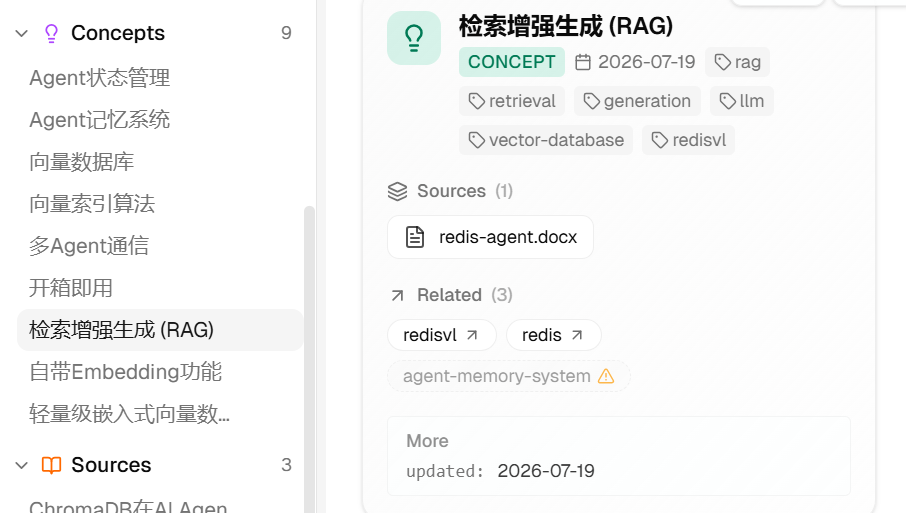 Concepts 9
Agent状态管理
Agent记忆系统
向量数据库
向量索引算法
多Agent通信
开箱即用
检索增强生成 (RAG)
自带Embedding功能
轻量级嵌入式向量数...
Sources 3
ChromaDB在AI Agen
检索增强生成 (RAG)
CONCEPT 2026-07-19 rag
retrieval generation llm
vector-database redisvl
Sources (1)
redis-agent.docx
Related (3)
redisvl redis
agent-memory-system
More
updated: 2026-07-19